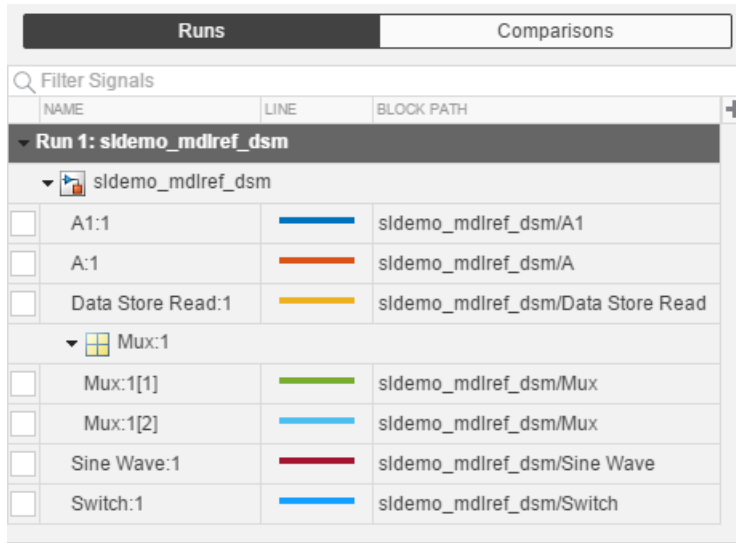 Runs Comparisons
Filter Signals
NAME LINE BLOCK PATH
Run 1: sldemo_mdlref_dsm
sldemo_mdlref_dsm
A1:1 sldemo_mdlref_dsm/A1
A:1 sldemo_mdlref_dsm/A
Data Store Read:1 sldemo_mdlref_dsm/Data Store Read
Mux:1
Mux:1[1] sldemo_mdlref_dsm/Mux
Mux:1[2] sldemo_mdlref_dsm/Mux
Sine Wave:1 sldemo_mdlref_dsm/Sine Wave
Switch:1 sldemo_mdlref_dsm/Switch